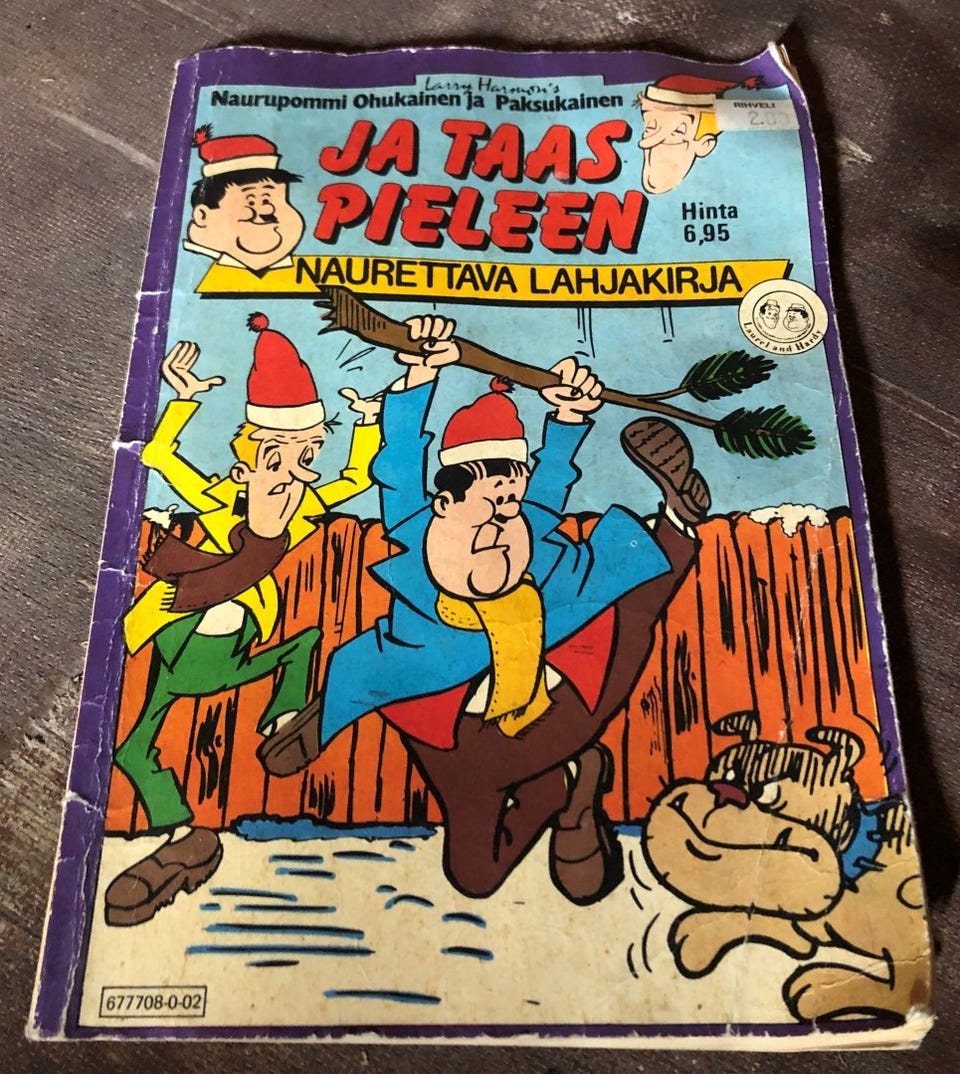 Larry Harmon's
Naurupommi Ohukainen ja Paksukainen
RIHVELI
JA TAAS
PIELEEN
Hinta
6,95
NAURETTAVA LAHJAKIRJA
Laurel and Hardy
677708-0-02